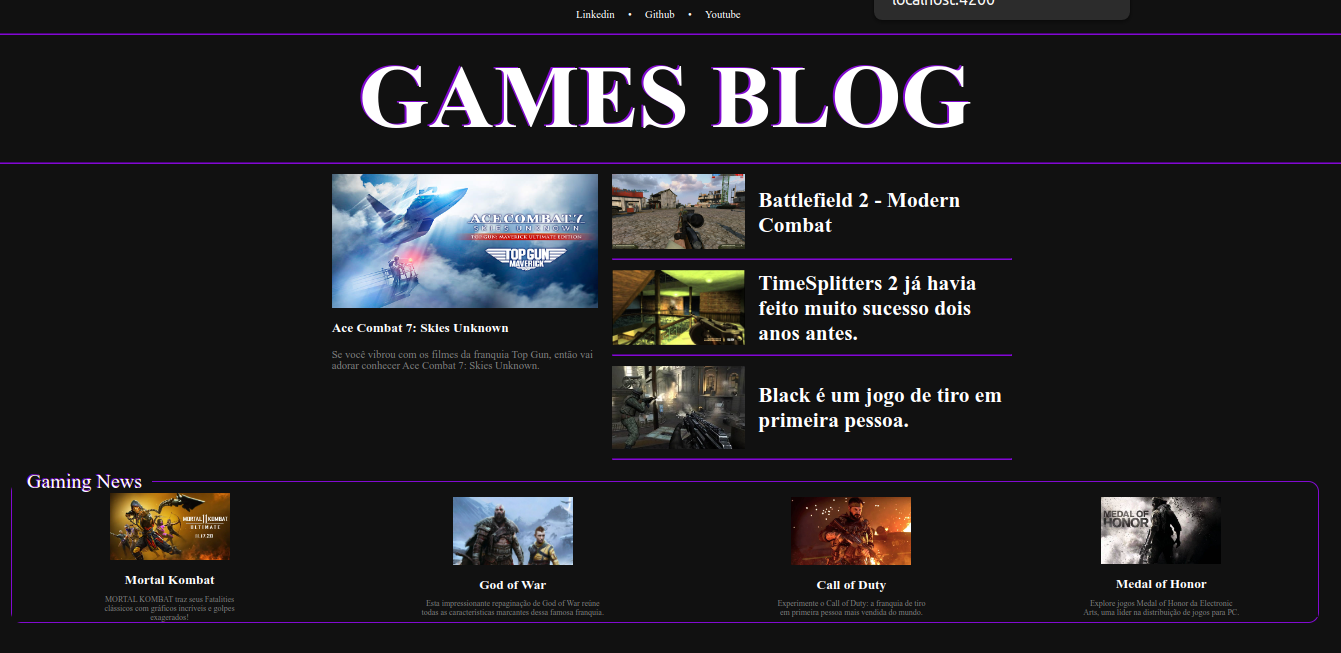 Linkedin • Github • Youtube
localhost:4200
GAMES BLOG
ACE COMBAT 7
SKIES UNKNOWN
TOP GUN: MAVERICK ULTIMATE EDITION
TOP GUN
MAVERICK
Ace Combat 7: Skies Unknown
Se você vibrou com os filmes da franquia Top Gun, então vai
adorar conhecer Ace Combat 7: Skies Unknown.
Battlefield 2 - Modern
Combat
TimeSplitters 2 já havia
feito muito sucesso dois
anos antes.
Black é um jogo de tiro em
primeira pessoa.
Gaming News
MORTAL KOMBAT 11
ULTIMATE
11.17.20
Mortal Kombat
MORTAL KOMBAT traz seus Fatalities
clássicos com gráficos incríveis e golpes
exagerados!
God of War
Esta impressionante repaginação de God of War reúne
todas as características marcantes dessa famosa franquia.
Call of Duty
Experimente o Call of Duty: a franquia de tiro
em primeira pessoa mais vendida do mundo.
MEDAL OF
HONOR
Medal of Honor
Explore jogos Medal of Honor da Electronic
Arts, uma líder na distribuição de jogos para PC.